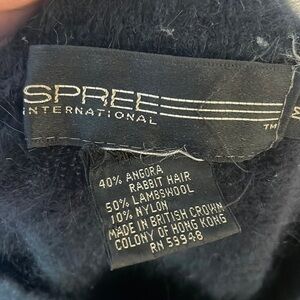 SPREE
INTERNATIONAL
TM
40% ANGORA
RABBIT HAIR
50% LAMBSWOOL
10% NYLON
MADE IN BRITISH CROWN
COLONY OF HONG KONG
RN 59948